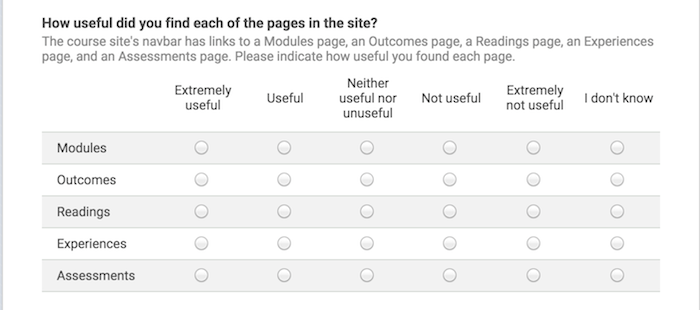 How useful did you find each of the pages in the site?
The course site's navbar has links to a Modules page, an Outcomes page, a Readings page, an Experiences
page, and an Assessments page. Please indicate how useful you found each page.
Extremely useful
Useful
Neither useful nor unuseful
Not useful
Extremely not useful
I don't know
Modules
Outcomes
Readings
Experiences
Assessments